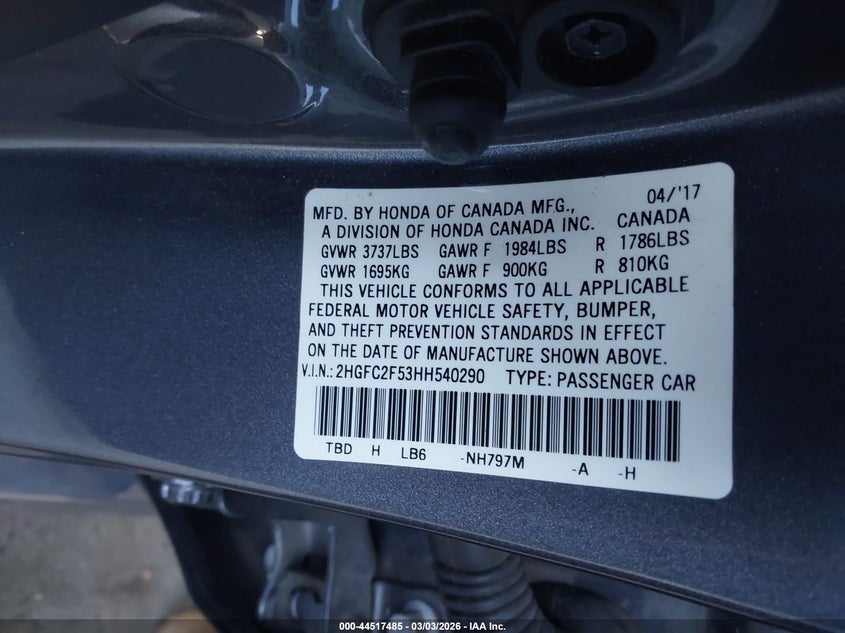 04/'17
MFD. BY HONDA OF CANADA MFG.,
A DIVISION OF HONDA CANADA INC. CANADA
GVWR 3737LBS GAWR F 1984LBS R 1786LBS
GVWR 1695KG GAWR F 900KG R 810KG
THIS VEHICLE CONFORMS TO ALL APPLICABLE
FEDERAL MOTOR VEHICLE SAFETY, BUMPER,
AND THEFT PREVENTION STANDARDS IN EFFECT
ON THE DATE OF MANUFACTURE SHOWN ABOVE.
V.I.N.: 2HGFC2F53HH540290 TYPE: PASSENGER CAR
TBD H LB6 -NH797M -A -H
000-44517485 - 03/03/2026 - IAA Inc.